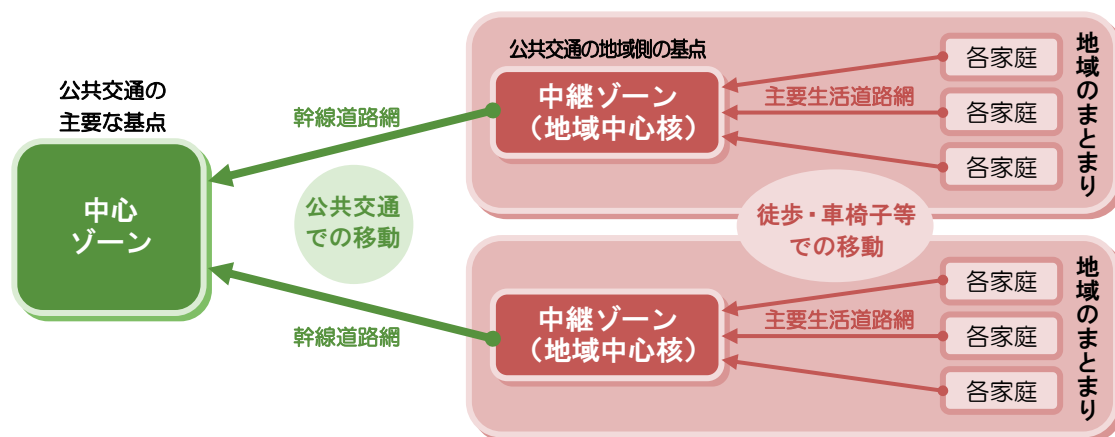 公共交通の
主要な基点
中心
ゾーン
幹線道路網
公共交通
での移動
幹線道路網
公共交通の地域側の基点
中継ゾーン
（地域中心核）
主要生活道路網
各家庭
各家庭
各家庭
地域のまとまり
徒歩・車椅子等
での移動
中継ゾーン
（地域中心核）
主要生活道路網
各家庭
各家庭
各家庭
地域のまとまり